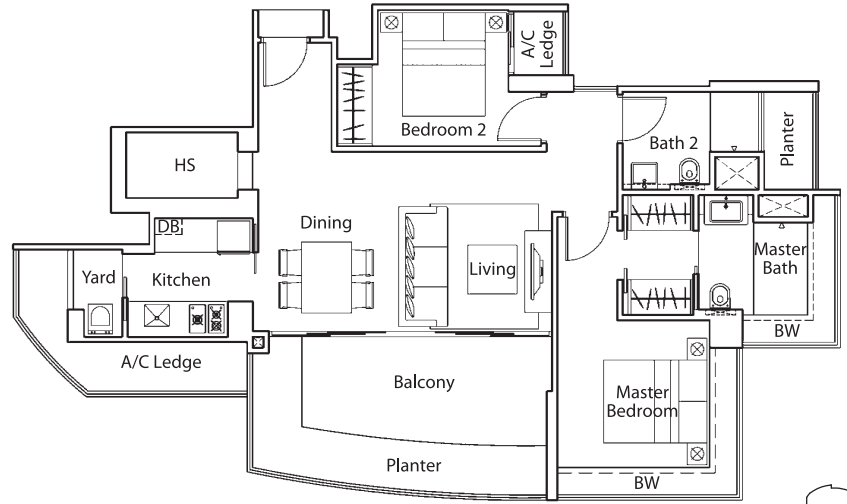 A/C
Ledge
Bedroom 2
Bath 2
Planter
HS
DB
Dining
Living
Master
Bath
Yard
Kitchen
BW
A/C Ledge
Balcony
Master
Bedroom
Planter
BW